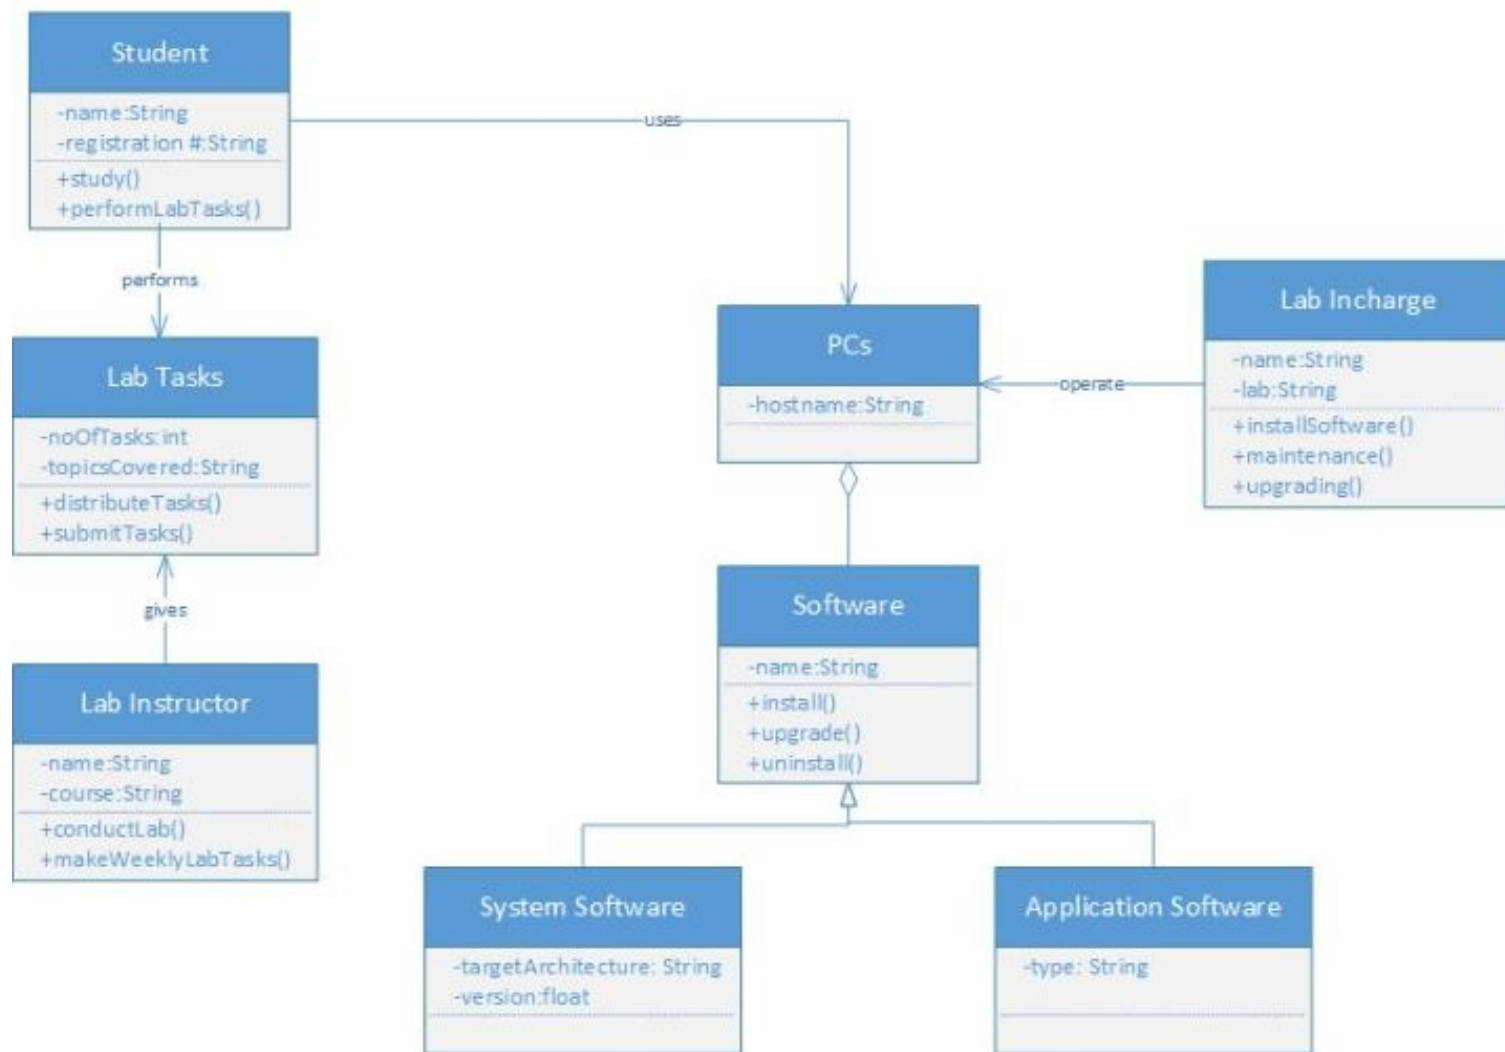 Student
-name:String
-registration #:String
+study()
+performLabTasks()
uses
performs
Lab Tasks
-noOfTasks:int
-topicsCovered:String
+distributeTasks()
+submitTasks()
gives
Lab Instructor
-name:String
-course:String
+conductLab()
+makeWeeklyLabTasks()
PCs
-hostname:String
operate
Lab Incharge
-name:String
-lab:String
+installSoftware()
+maintenance()
+upgrading()
Software
-name:String
+install()
+upgrade()
+uninstall()
System Software
-targetArchitecture: String
-version:float
Application Software
-type: String